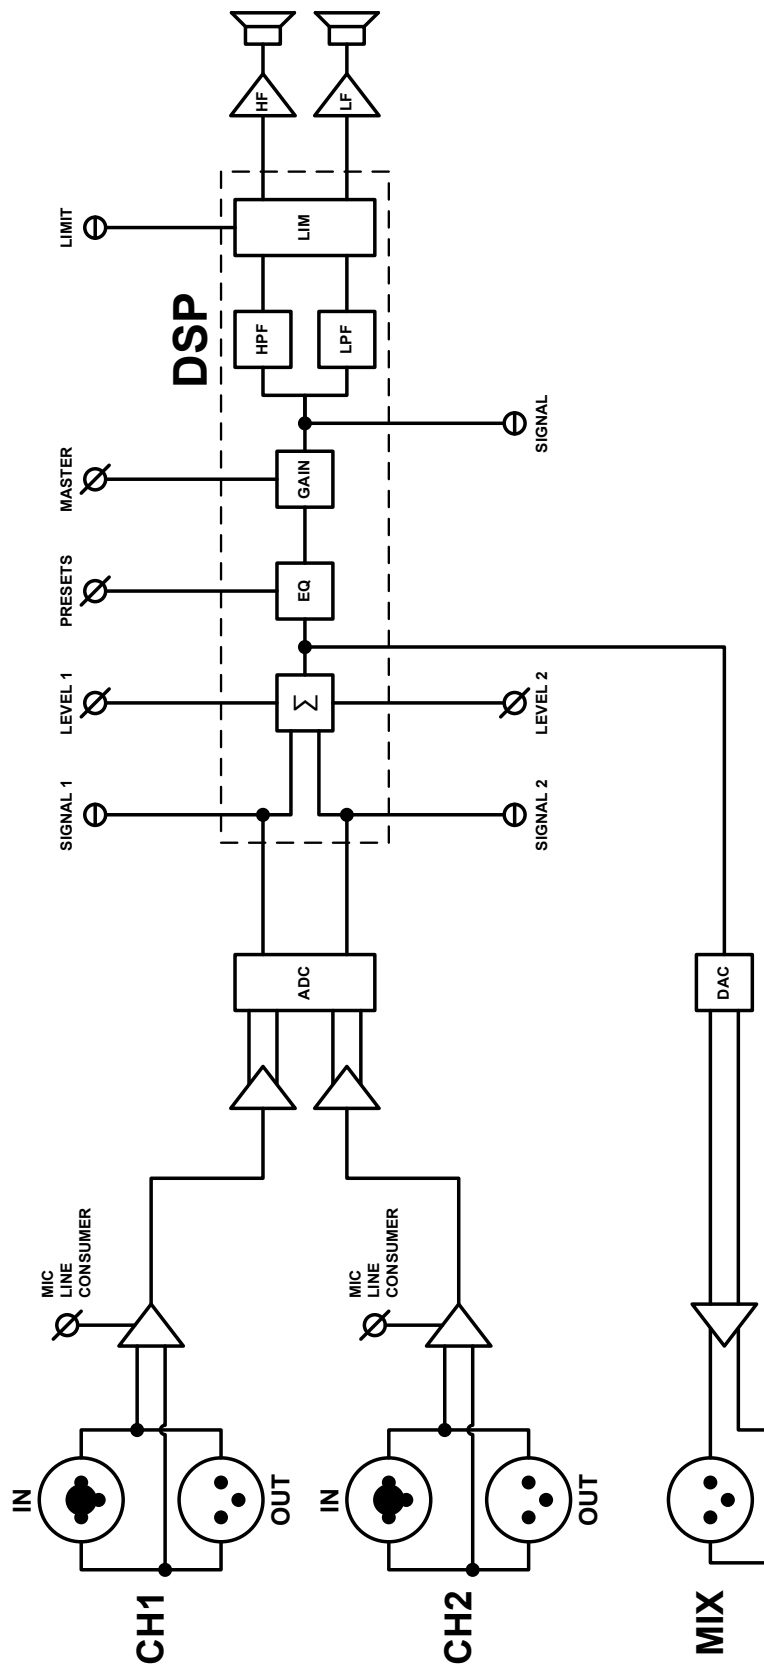 CH1
IN
OUT
MIC
LINE
CONSUMER
CH2
IN
OUT
MIC
LINE
CONSUMER
MIX
ADC
DAC
DSP
SIGNAL 1
SIGNAL 2
LEVEL 1
Σ
LEVEL 2
PRESETS
EQ
MASTER
GAIN
SIGNAL
HPF
LPF
LIMIT
LIM
HF
LF